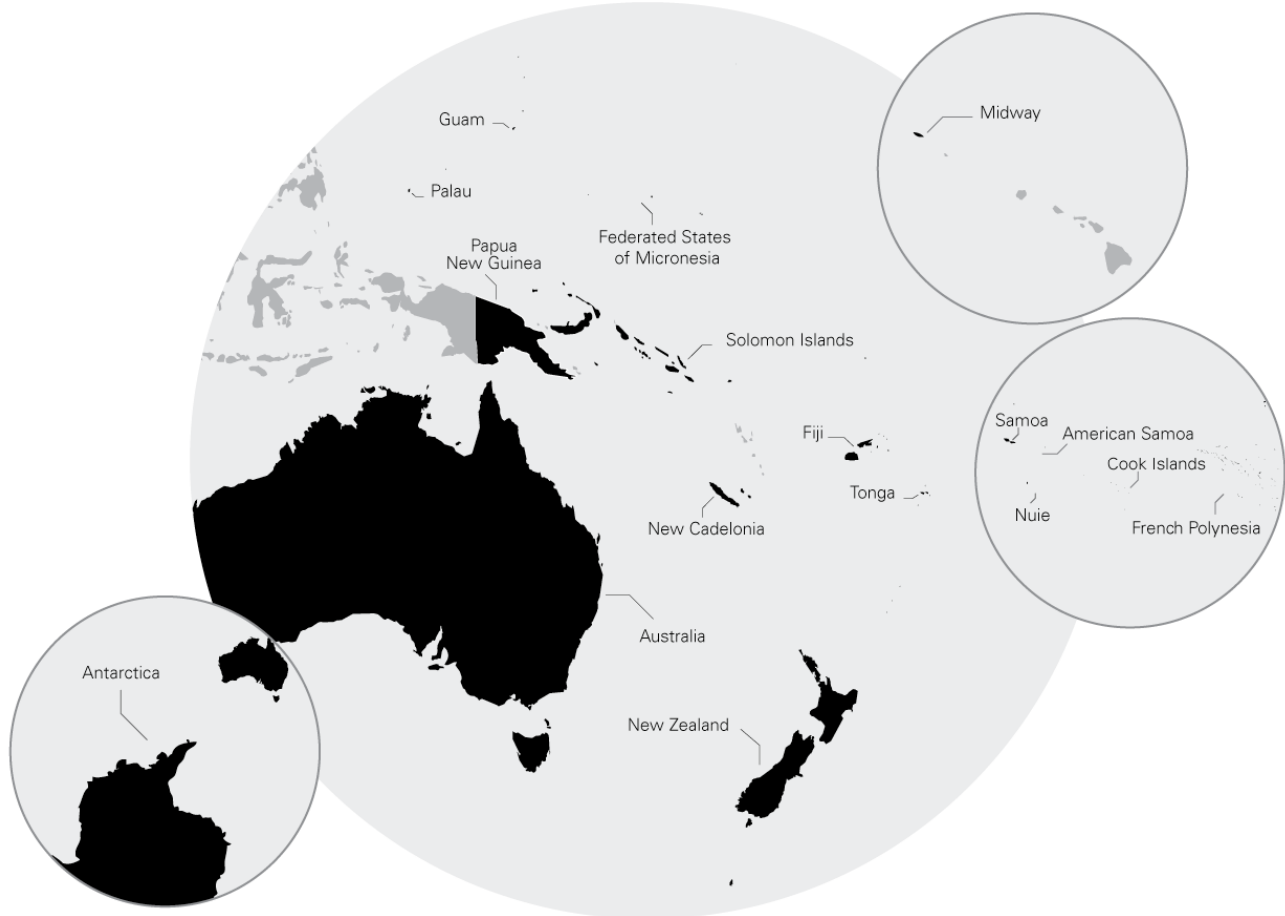 Guam
Midway
Palau
Federated States
of Micronesia
Papua
New Guinea
Solomon Islands
Samoa
American Samoa
Fiji
Cook Islands
Tonga
Nuie
New Cadelonia
French Polynesia
Australia
Antarctica
New Zealand